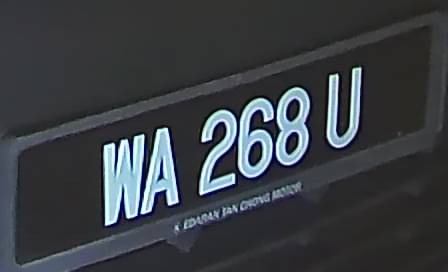 WA 268 U
EDARAN TAN CHONG MOTOR